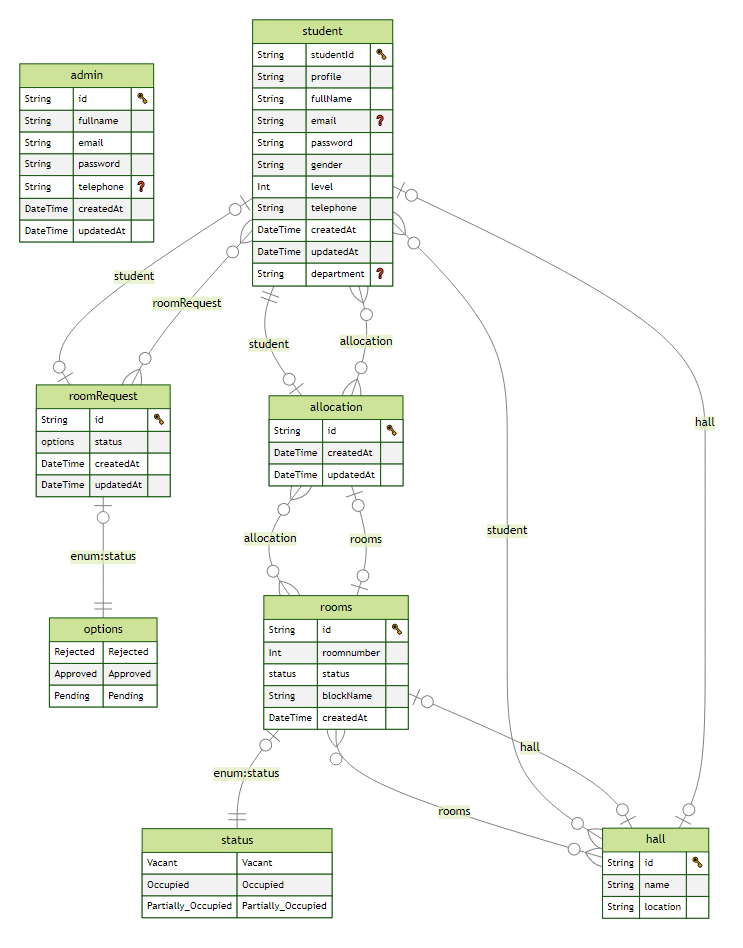 student
String studentId
String profile
String fullName
String email ?
String password
String gender
Int level
String telephone
DateTime createdAt
DateTime updatedAt
String department ?
admin
String id
String fullname
String email
String password
String telephone ?
DateTime createdAt
DateTime updatedAt
student
roomRequest
student
allocation
hall
roomRequest
String id
options status
DateTime createdAt
DateTime updatedAt
allocation
String id
DateTime createdAt
DateTime updatedAt
allocation
rooms
student
enum:status
options
Rejected Rejected
Approved Approved
Pending Pending
rooms
String id
Int roomnumber
status status
String blockName
DateTime createdAt
hall
enum:status
rooms
status
Vacant Vacant
Occupied Occupied
Partially_Occupied Partially_Occupied
hall
String id
String name
String location